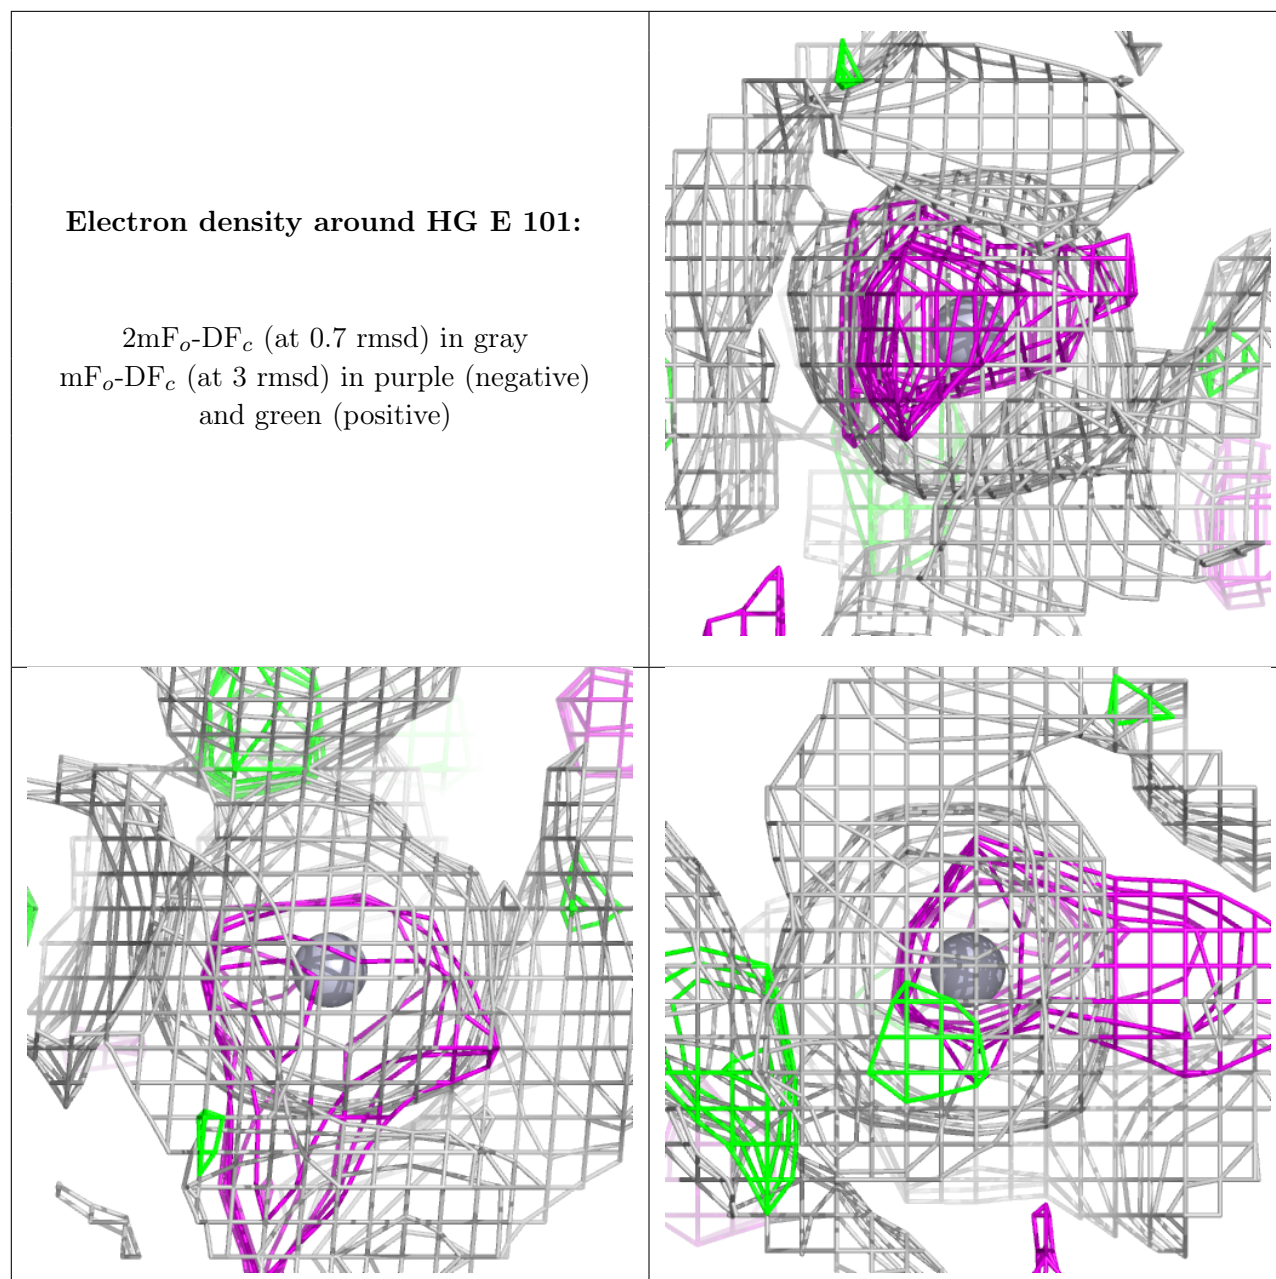 Electron density around HG E 101:
2mFo-DFc (at 0.7 rmsd) in gray
mFo-DFc (at 3 rmsd) in purple (negative)
and green (positive)